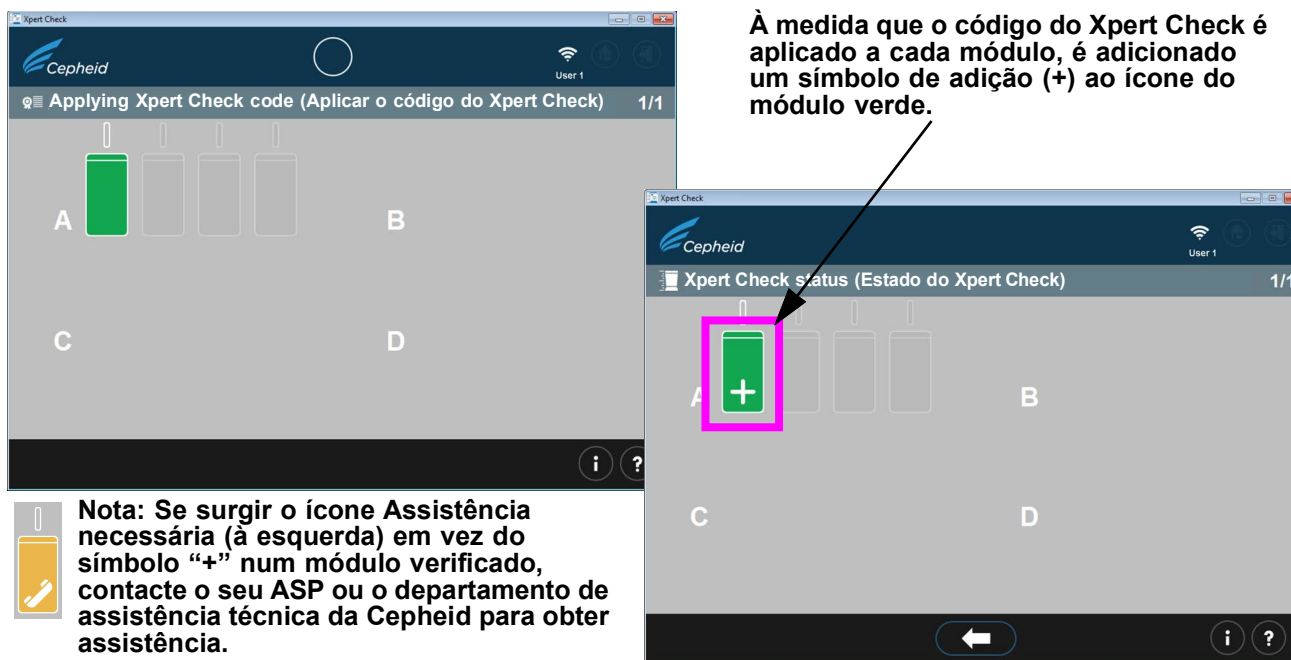 Xpert Check
Cepheid
User 1
Applying Xpert Check code (Aplicar o código do Xpert Check) 1/1
A
B
C
D
i ?
À medida que o código do Xpert Check é
aplicado a cada módulo, é adicionado
um símbolo de adição (+) ao ícone do
módulo verde.
Xpert Check
Cepheid
User 1
Xpert Check status (Estado do Xpert Check) 1/1
A
+
B
C
D
i ?
Nota: Se surgir o ícone Assistência
necessária (à esquerda) em vez do
símbolo “+” num módulo verificado,
contacte o seu ASP ou o departamento de
assistência técnica da Cepheid para obter
assistência.